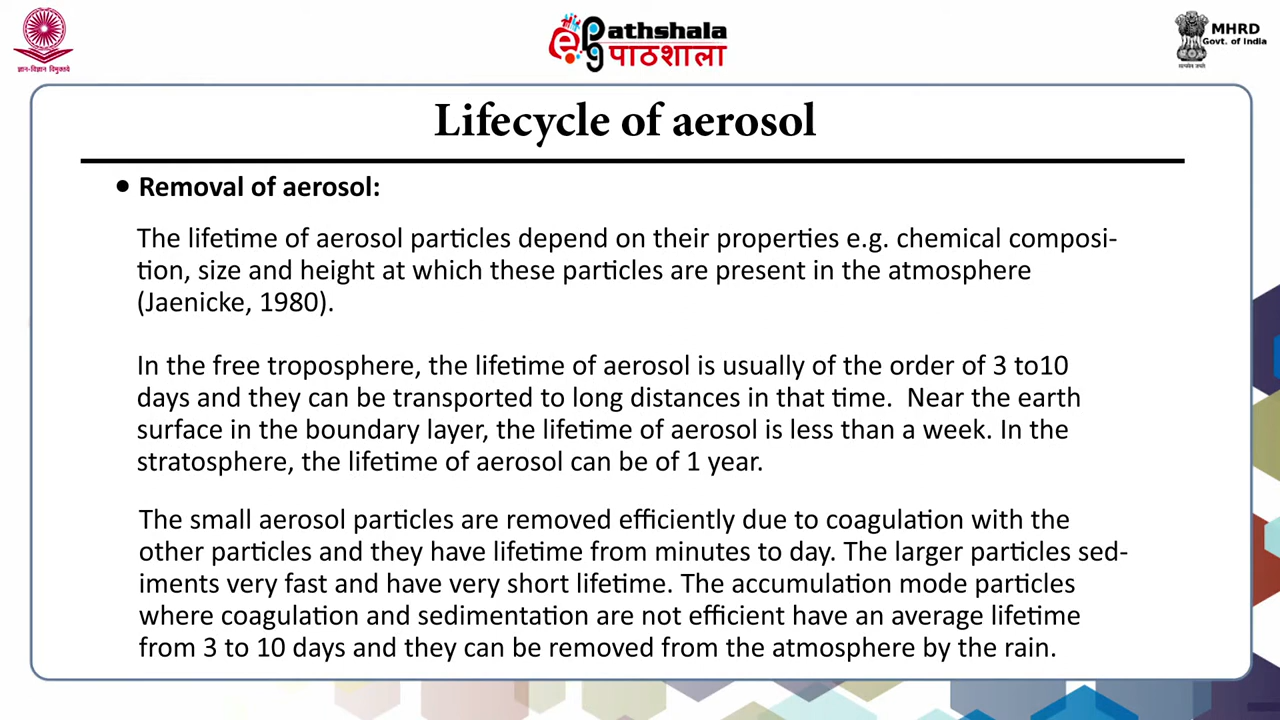 ज्ञान-विज्ञान विमुक्तये
ePathshala
पाठशाला
MHRD
Govt. of India
सत्यमेव जयते
Lifecycle of aerosol
• Removal of aerosol:
The lifetime of aerosol particles depend on their properties e.g. chemical composi-
tion, size and height at which these particles are present in the atmosphere
(Jaenicke, 1980).
In the free troposphere, the lifetime of aerosol is usually of the order of 3 to10
days and they can be transported to long distances in that time. Near the earth
surface in the boundary layer, the lifetime of aerosol is less than a week. In the
stratosphere, the lifetime of aerosol can be of 1 year.
The small aerosol particles are removed efficiently due to coagulation with the
other particles and they have lifetime from minutes to day. The larger particles sed-
iments very fast and have very short lifetime. The accumulation mode particles
where coagulation and sedimentation are not efficient have an average lifetime
from 3 to 10 days and they can be removed from the atmosphere by the rain.